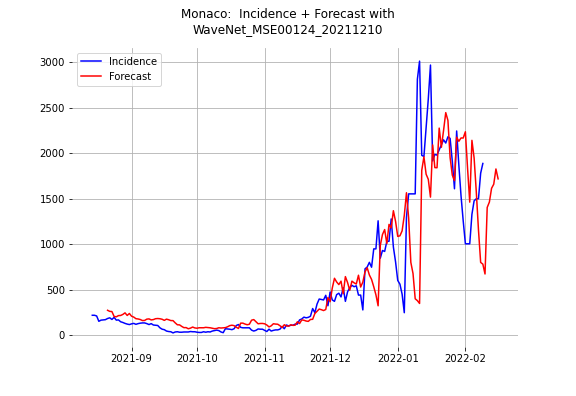 Monaco:  Incidence + Forecast with
WaveNet_MSE00124_20211210
Incidence
Forecast
3000
2500
2000
1500
1000
500
0
2021-09 2021-10 2021-11 2021-12 2022-01 2022-02